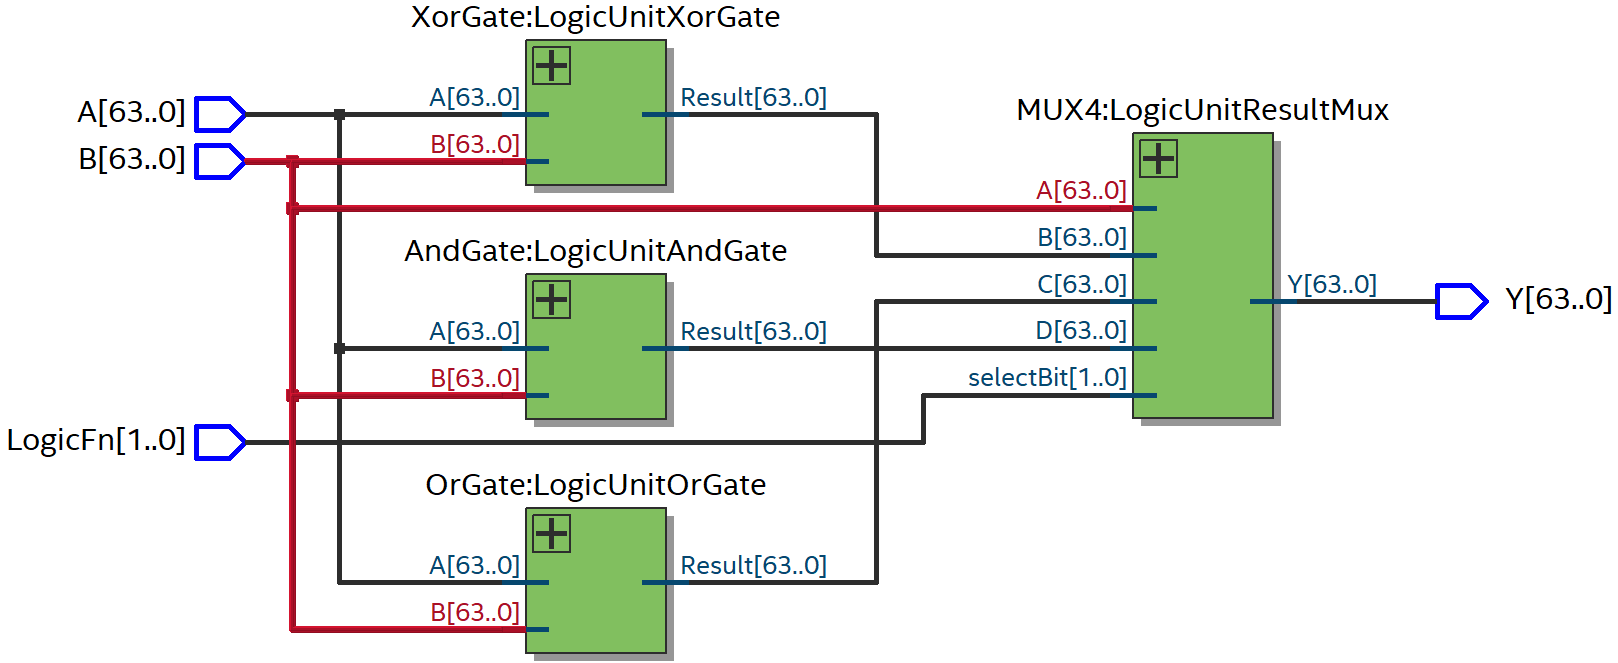 XorGate:LogicUnitXorGate
A[63..0]
B[63..0]
A[63..0]
B[63..0]
Result[63..0]
MUX4:LogicUnitResultMux
A[63..0]
B[63..0]
C[63..0]
D[63..0]
selectBit[1..0]
Y[63..0]
Y[63..0]
AndGate:LogicUnitAndGate
A[63..0]
B[63..0]
Result[63..0]
LogicFn[1..0]
OrGate:LogicUnitOrGate
A[63..0]
B[63..0]
Result[63..0]